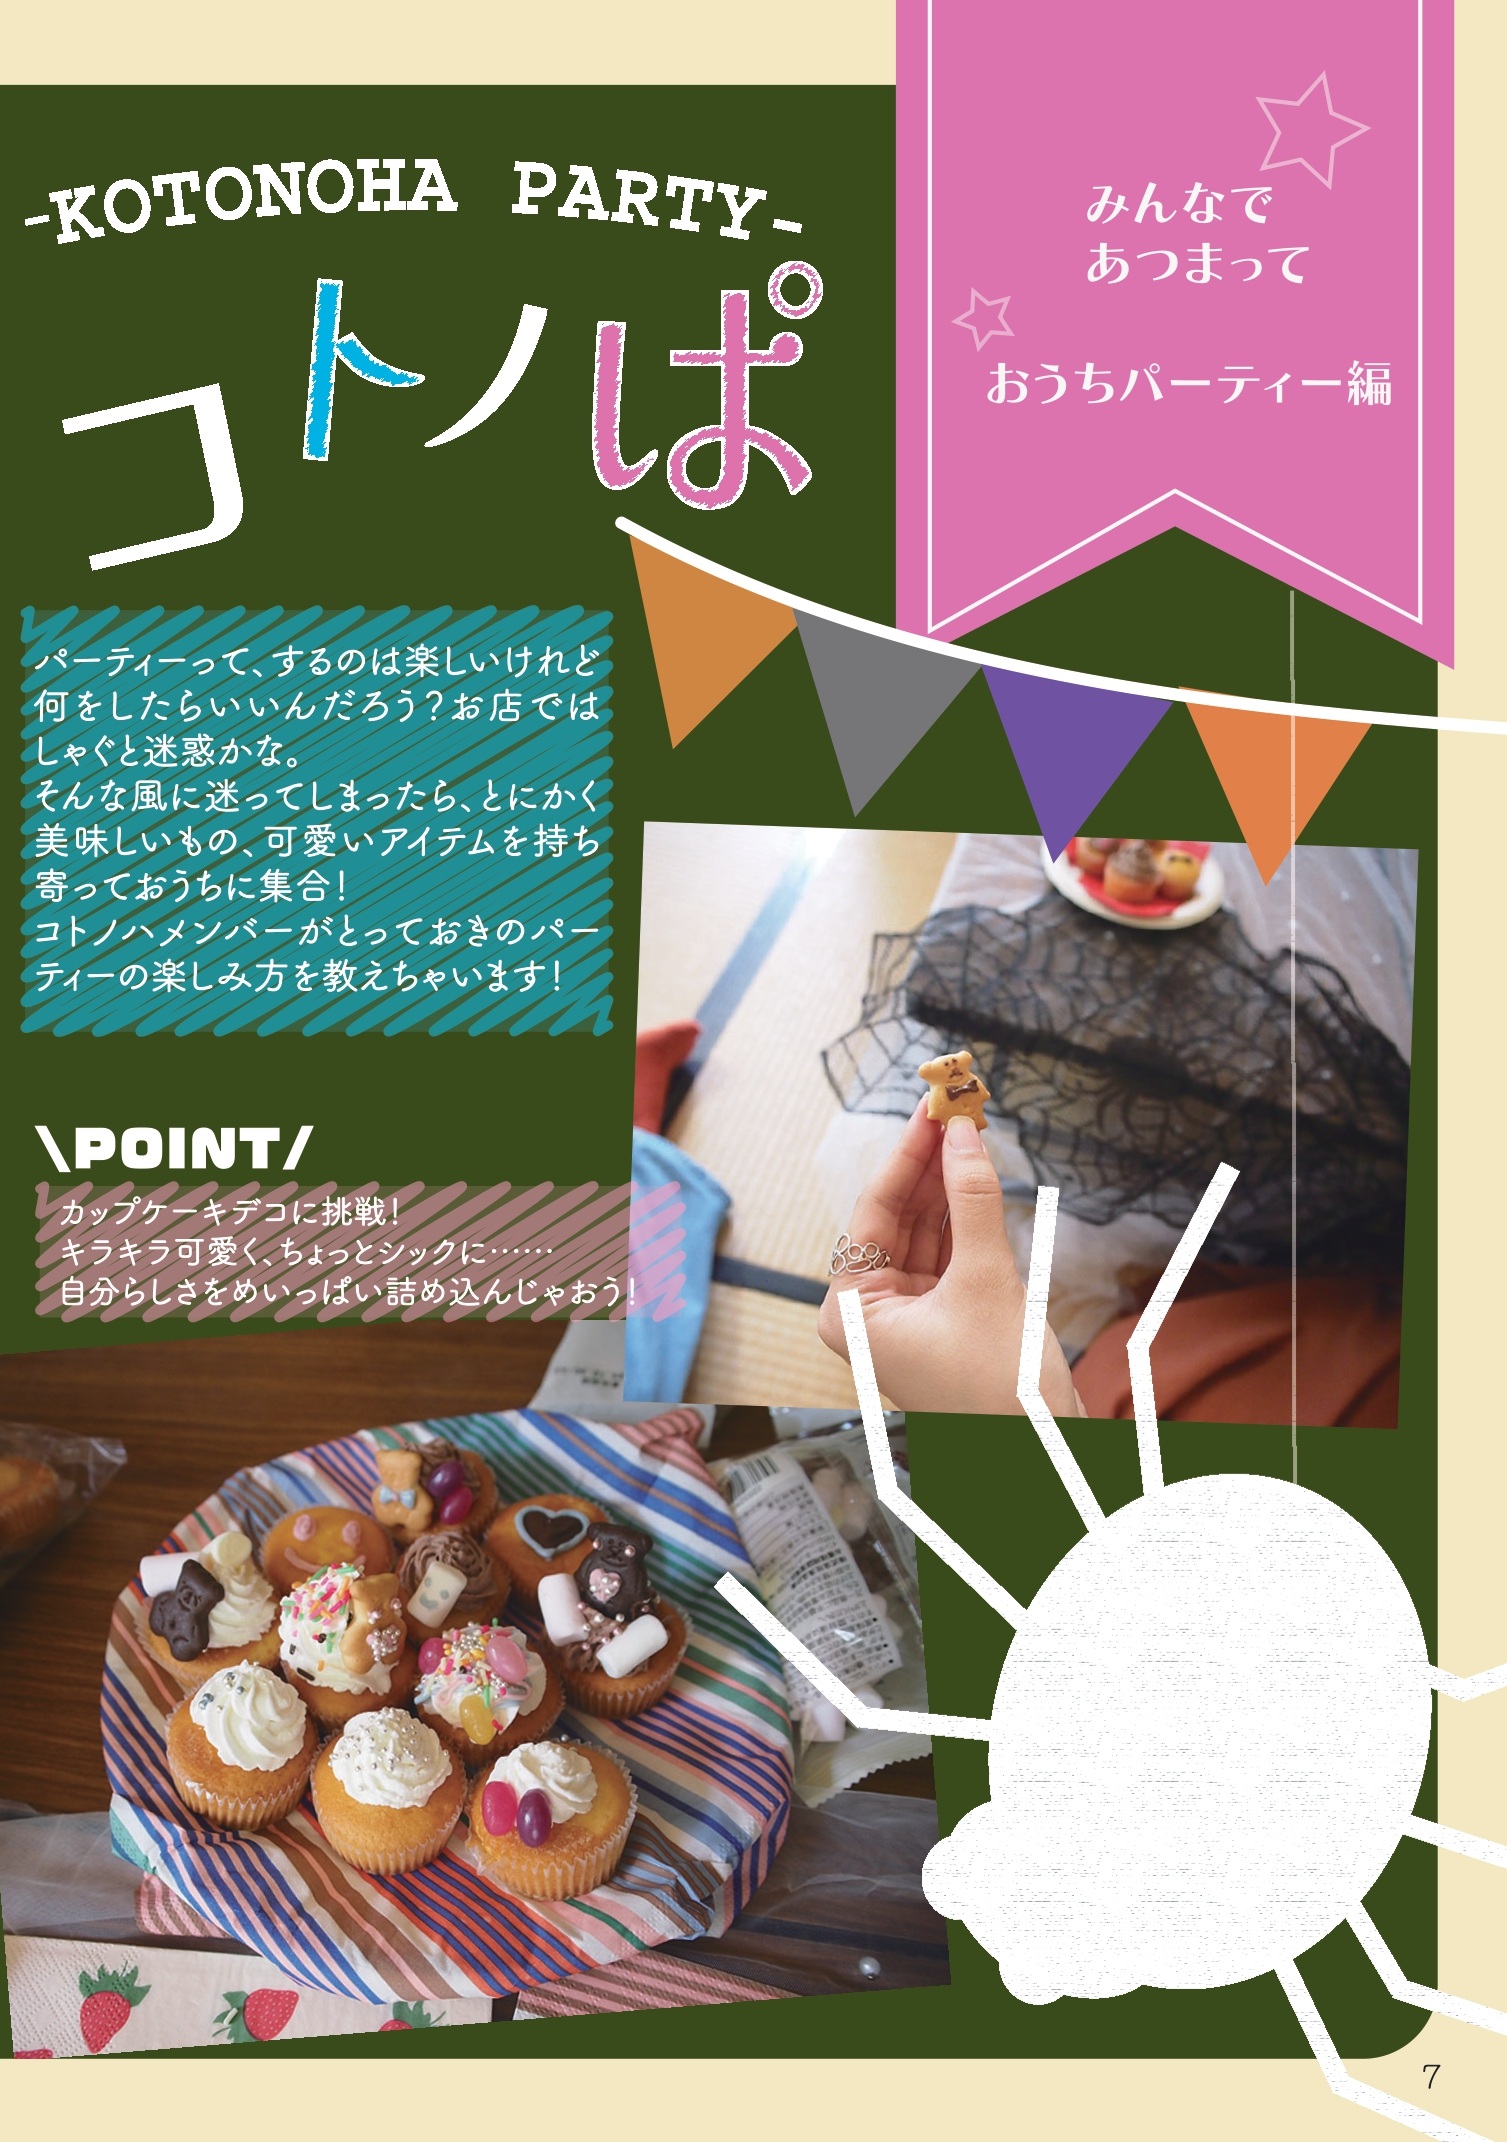 -KOTONOHA PARTY-
コトノぱ
みんなで
あつまって
おうちパーティー編
パーティーって、するのは楽しいけれど
何をしたらいいんだろう？お店では
しゃぐと迷惑かな。
そんな風に迷ってしまったら、とにかく
美味しいもの、可愛いアイテムを持ち
寄っておうちに集合！
コトノハメンバーがとっておきのパー
ティーの楽しみ方を教えちゃいます！
\POINT/
カップケーキデコに挑戦！
キラキラ可愛く、ちょっとシックに……
自分らしさをめいっぱい詰め込んじゃおう！
7